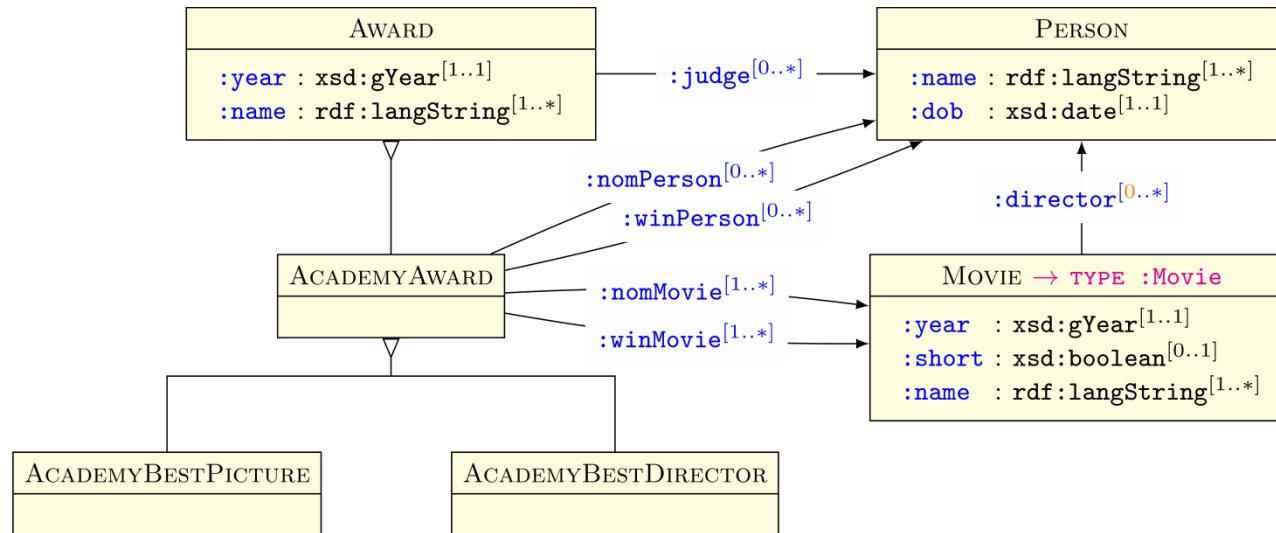 AWARD
:year : xsd:gYear[1..1]
:name : rdf:langString[1..*]
:judge[0..*]
PERSON
:name : rdf:langString[1..*]
:dob : xsd:date[1..1]
:nomPerson[0..*]
:winPerson[0..*]
:director[0..*]
ACADEMYAWARD
:nomMovie[1..*]
:winMovie[1..*]
MOVIE → TYPE :Movie
:year : xsd:gYear[1..1]
:short : xsd:boolean[0..1]
:name : rdf:langString[1..*]
ACADEMYBESTPICTURE
ACADEMYBESTDIRECTOR